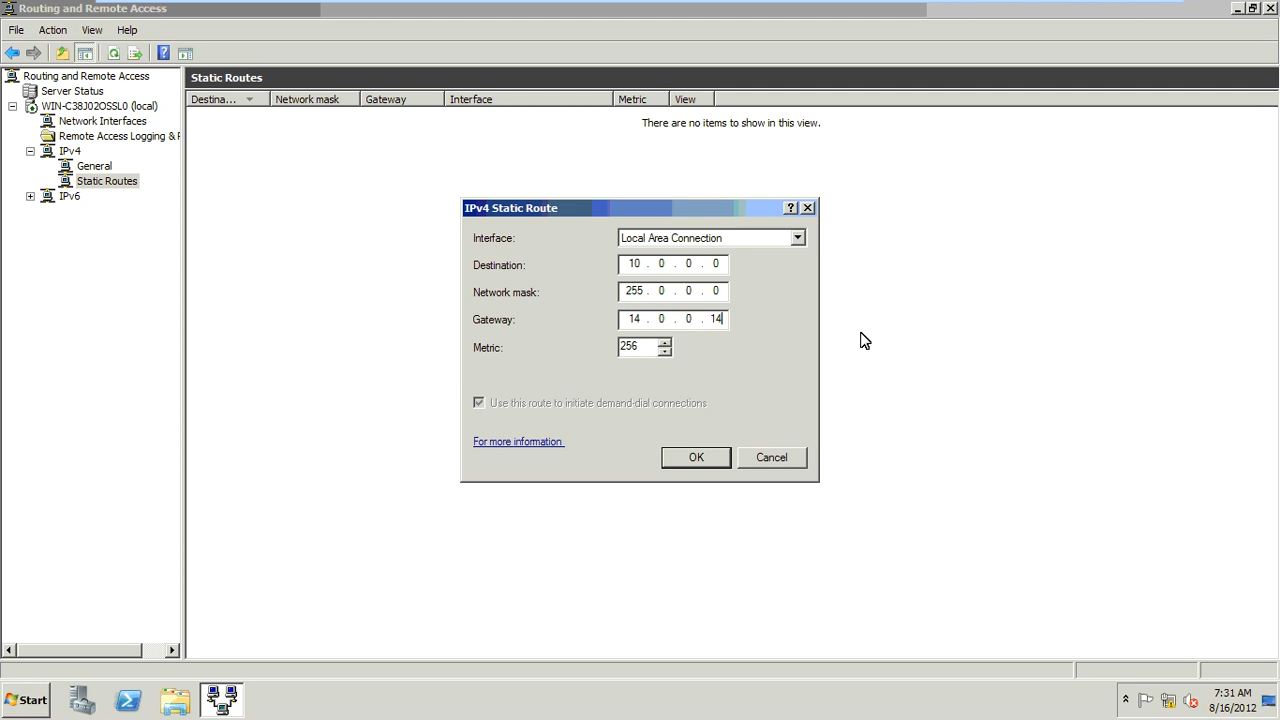 Routing and Remote Access
File Action View Help
Routing and Remote Access
Server Status
WIN-C38J02OSSL0 (local)
Network Interfaces
Remote Access Logging & F
IPv4
General
Static Routes
IPv6
Static Routes
Destina... Network mask Gateway Interface Metric View
There are no items to show in this view.
IPv4 Static Route
Interface: Local Area Connection
Destination: 10 . 0 . 0 . 0
Network mask: 255 . 0 . 0 . 0
Gateway: 14 . 0 . 0 . 14
Metric: 256
Use this route to initiate demand-dial connections
For more information
OK Cancel
Start
7:31 AM
8/16/2012